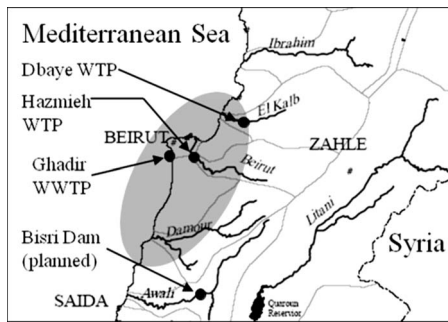 Mediterranean Sea
Ibrahim
Dbaye WTP
Hazmieh
WTP
El Kalb
BEIRUT
ZAHLE
Ghadir
WWTP
Beirut
Litani
Damour
Bisri Dam
(planned)
Syria
Awali
SAIDA
Qaraoun
Reservoir